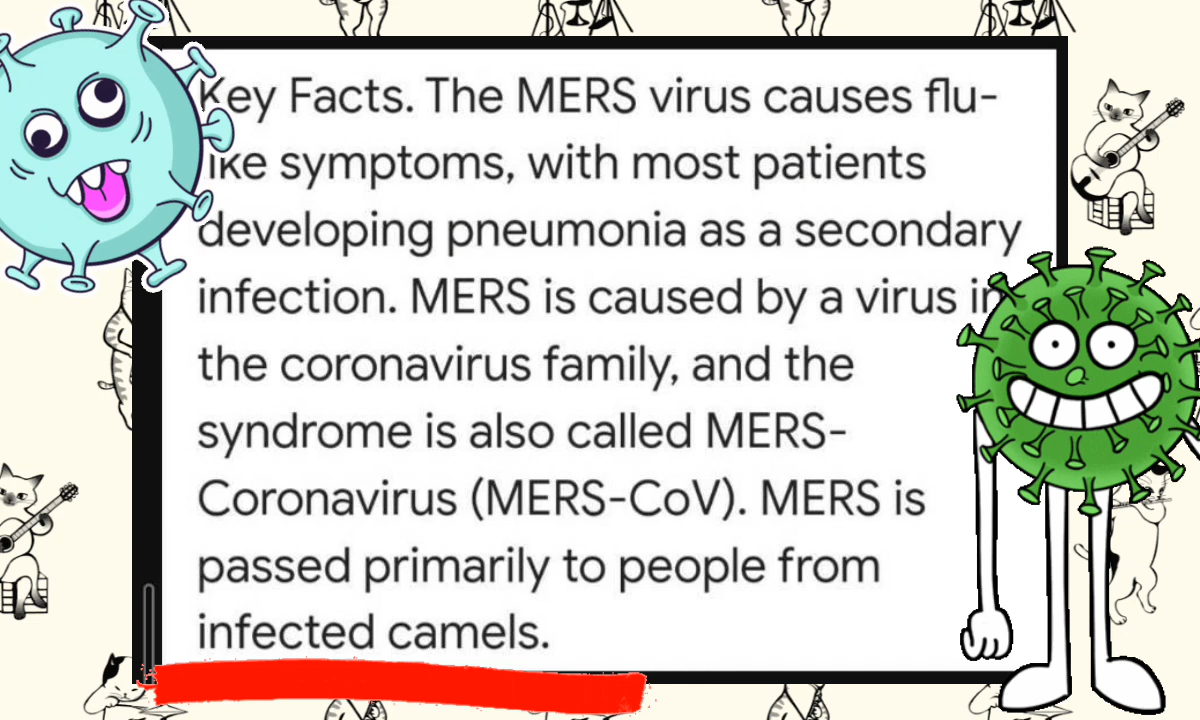 Key Facts. The MERS virus causes flu-
like symptoms, with most patients
developing pneumonia as a secondary
infection. MERS is caused by a virus in
the coronavirus family, and the
syndrome is also called MERS-
Coronavirus (MERS-CoV). MERS is
passed primarily to people from
infected camels.